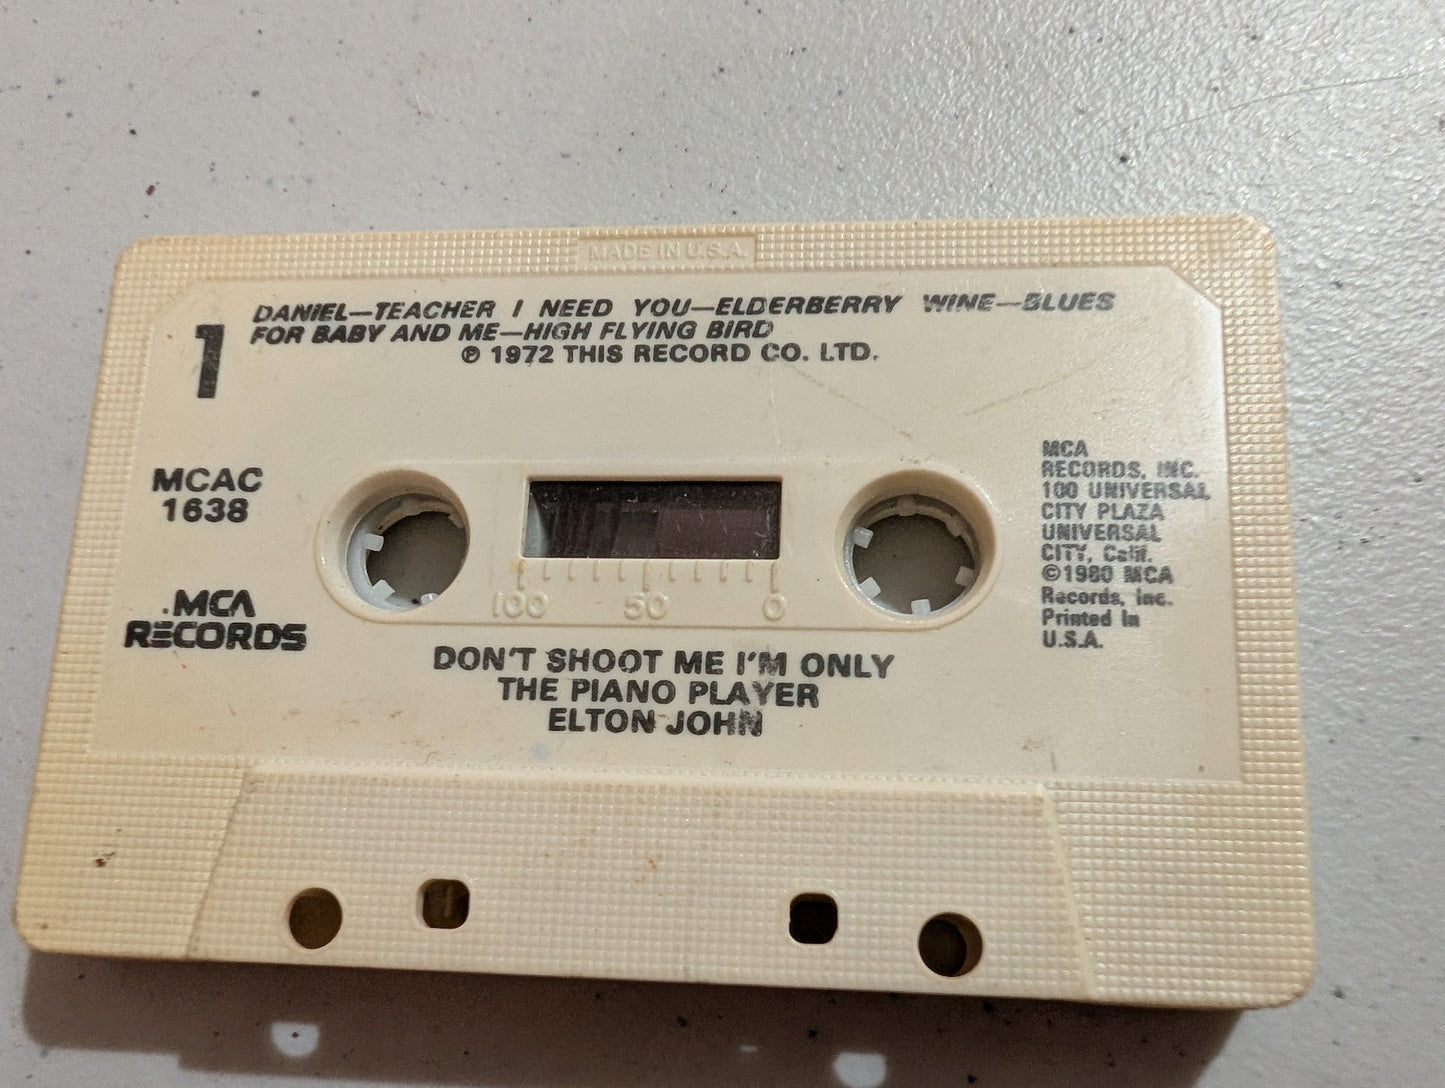 MADE IN U.S.A.
1
DANIEL—TEACHER I NEED YOU—ELDERBERRY WINE—BLUES
FOR BABY AND ME—HIGH FLYING BIRD
℗ 1972 THIS RECORD CO. LTD.
MCAC
1638
MCA
RECORDS
100 50 0
MCA
RECORDS, INC.
100 UNIVERSAL
CITY PLAZA
UNIVERSAL
CITY, Calif.
©1980 MCA
Records, Inc.
Printed In
U.S.A.
DON'T SHOOT ME I'M ONLY
THE PIANO PLAYER
ELTON JOHN